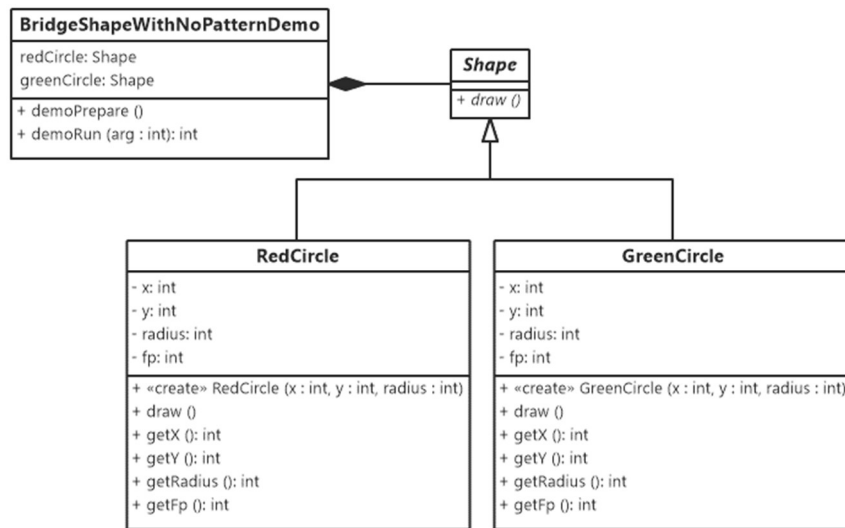 BridgeShapeWithNoPatternDemo
redCircle: Shape
greenCircle: Shape
+ demoPrepare ()
+ demoRun (arg : int): int
Shape
+ draw ()
RedCircle
- x: int
- y: int
- radius: int
- fp: int
+ «create» RedCircle (x : int, y : int, radius : int)
+ draw ()
+ getX (): int
+ getY (): int
+ getRadius (): int
+ getFp (): int
GreenCircle
- x: int
- y: int
- radius: int
- fp: int
+ «create» GreenCircle (x : int, y : int, radius : int)
+ draw ()
+ getX (): int
+ getY (): int
+ getRadius (): int
+ getFp (): int